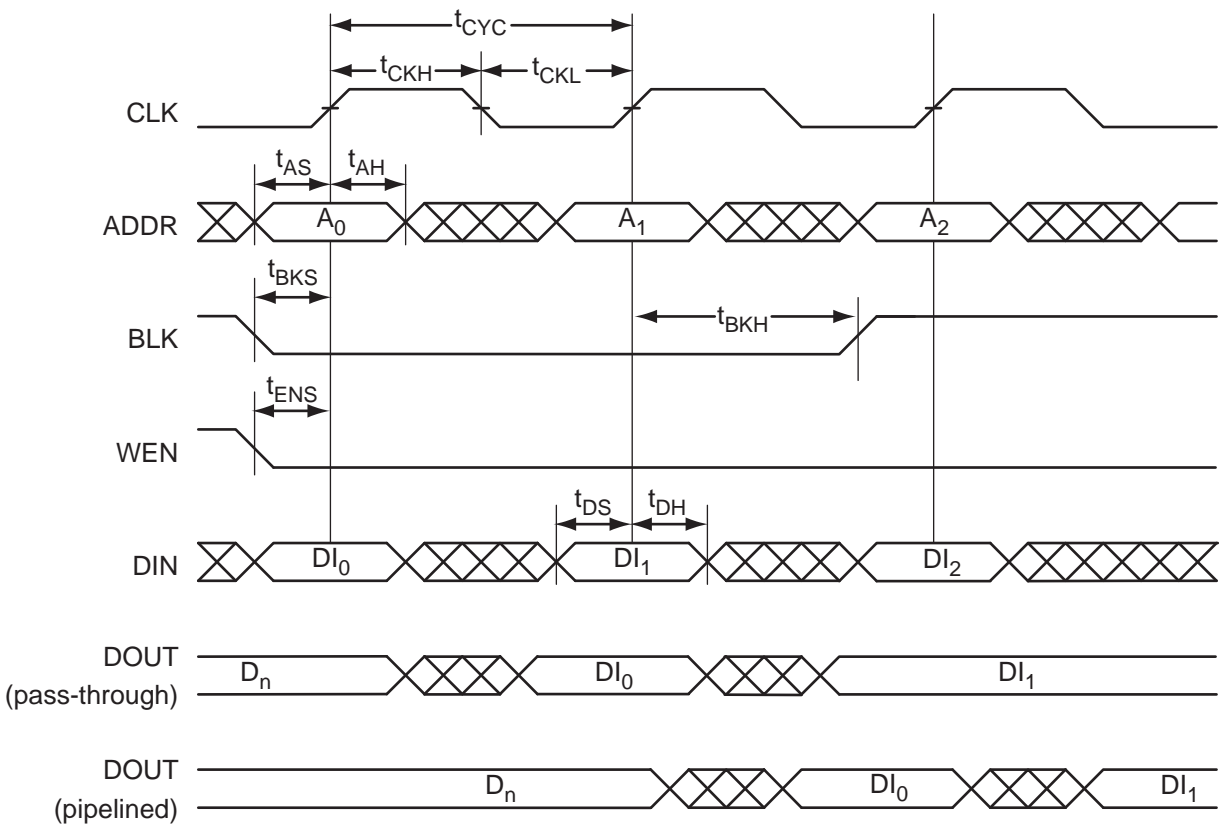 tCYC
tCKH tCKL
CLK
tAS tAH
ADDR A0 A1 A2
tBKS
BLK tBKH
tENS
WEN
tDS tDH
DIN DI0 DI1 DI2
DOUT
(pass-through) Dn DI0 DI1
DOUT
(pipelined) Dn DI0 DI1